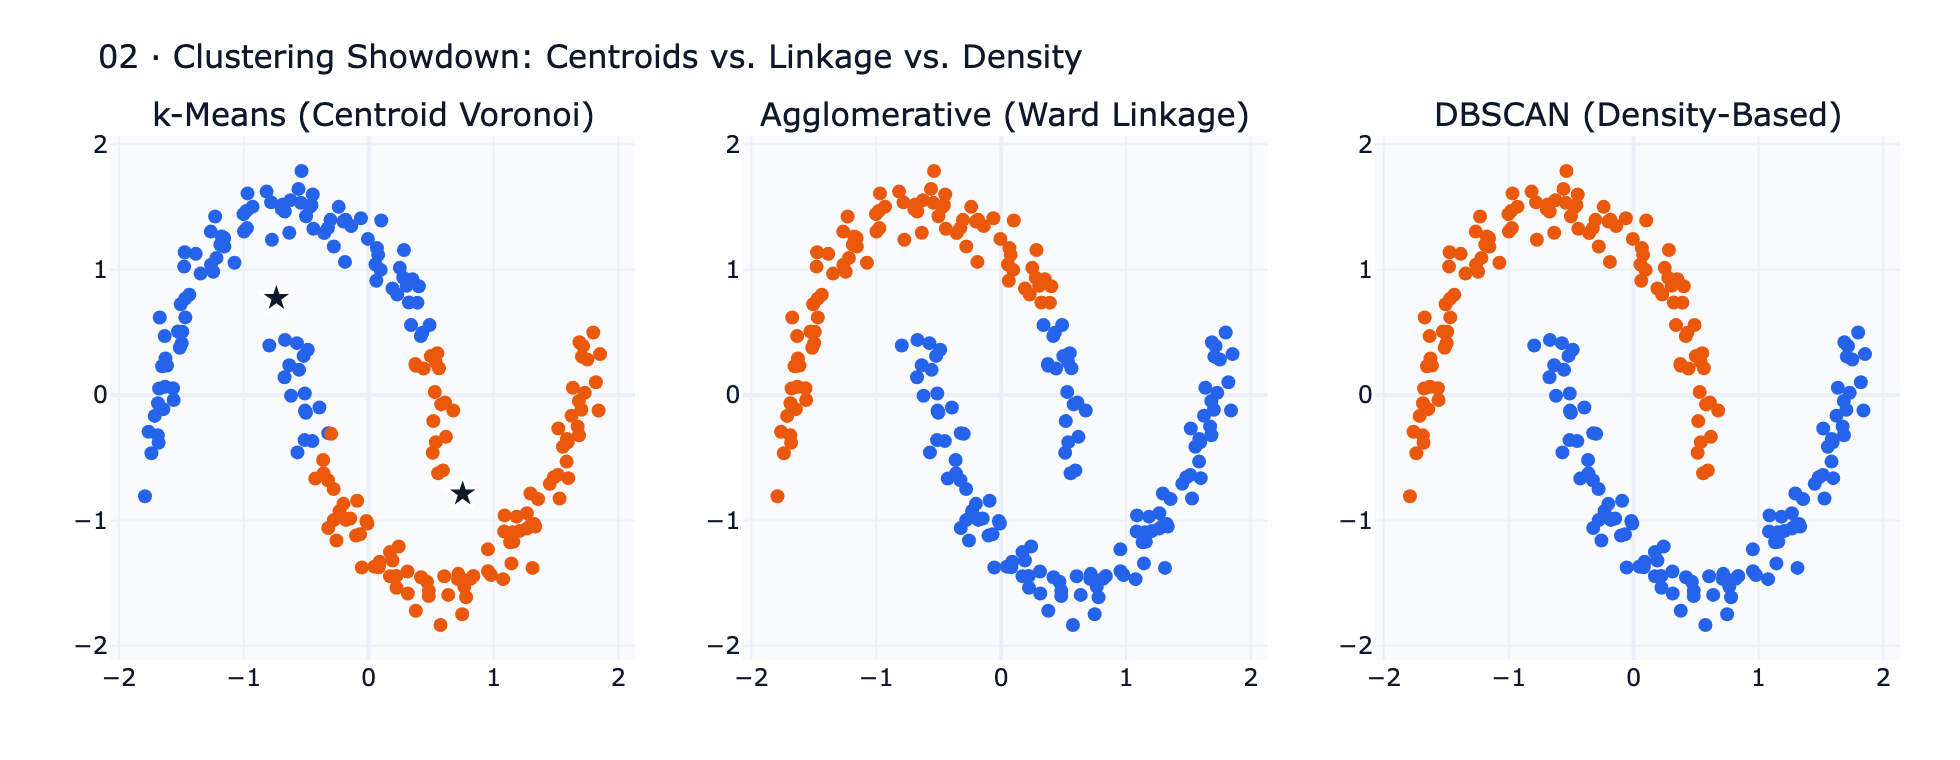 02 · Clustering Showdown: Centroids vs. Linkage vs. Density
k-Means (Centroid Voronoi)
2
1
0
−1
−2
−2 −1 0 1 2
Agglomerative (Ward Linkage)
2
1
0
−1
−2
−2 −1 0 1 2
DBSCAN (Density-Based)
2
1
0
−1
−2
−2 −1 0 1 2